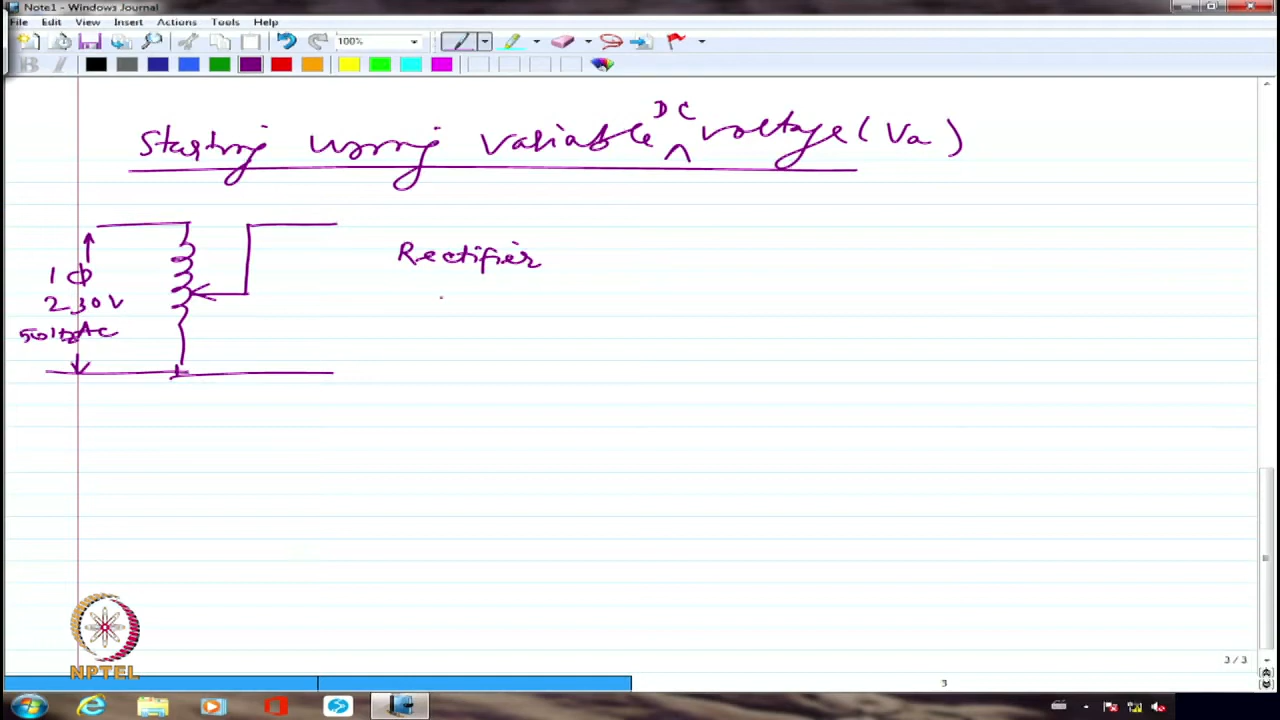 Note1 - Windows Journal
File Edit View Insert Actions Tools Help
100%
B I
Starting using variable DC voltage (Va)
Rectifier
1 Φ
230V
50Hz AC
NPTEL
3 / 3
3